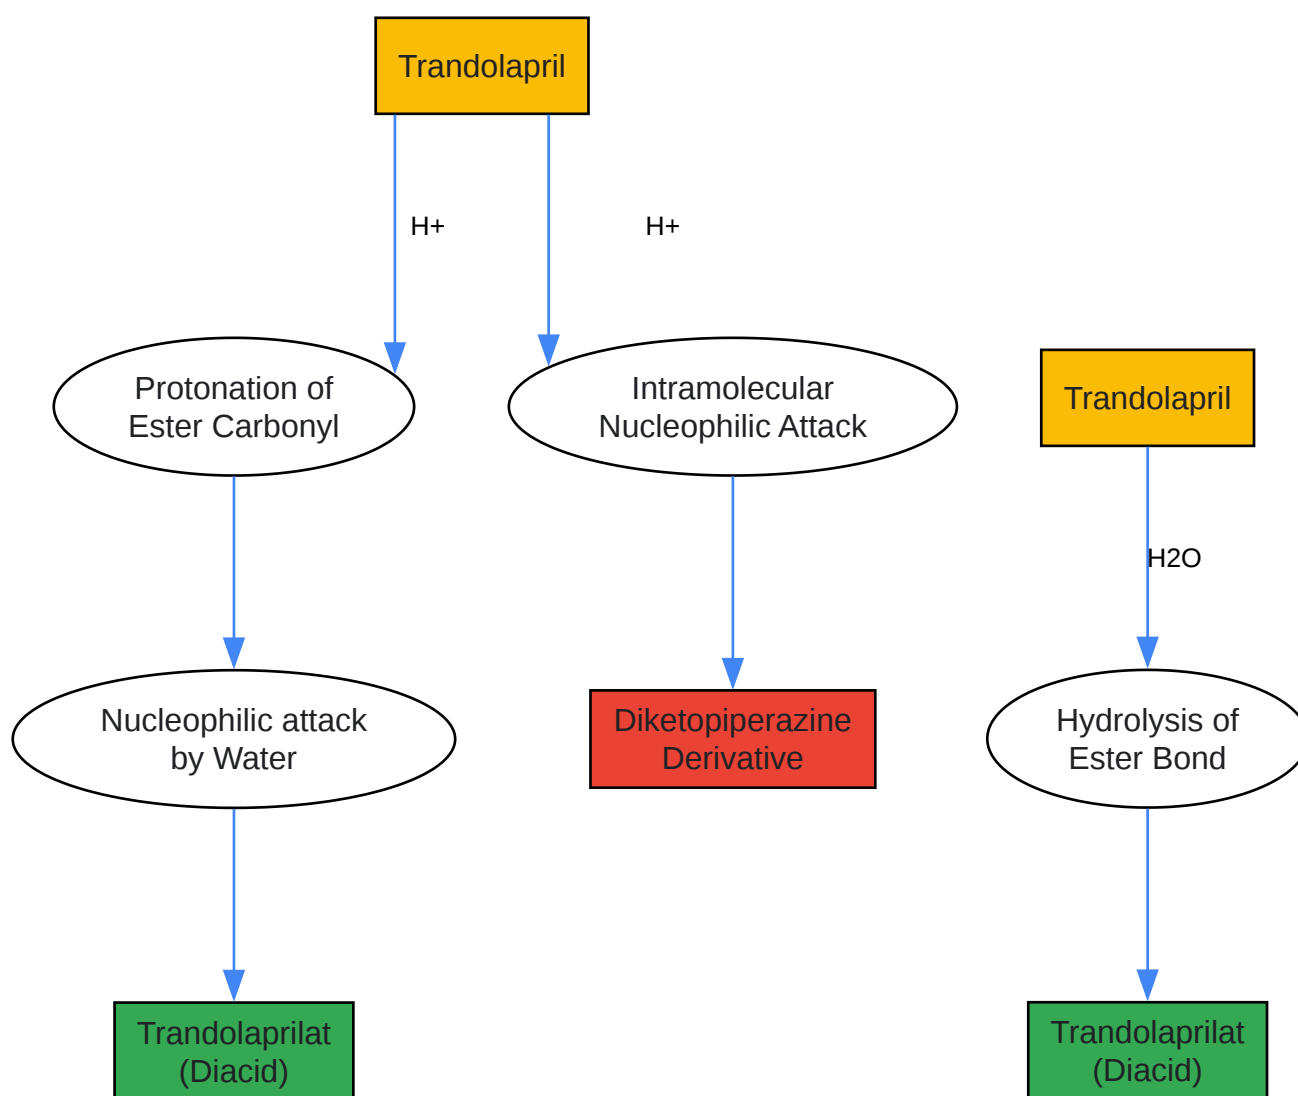 Trandolapril
H+
H+
Protonation of
Ester Carbonyl
Intramolecular
Nucleophilic Attack
Trandolapril
H2O
Nucleophilic attack
by Water
Diketopiperazine
Derivative
Hydrolysis of
Ester Bond
Trandolaprilat
(Diacid)
Trandolaprilat
(Diacid)